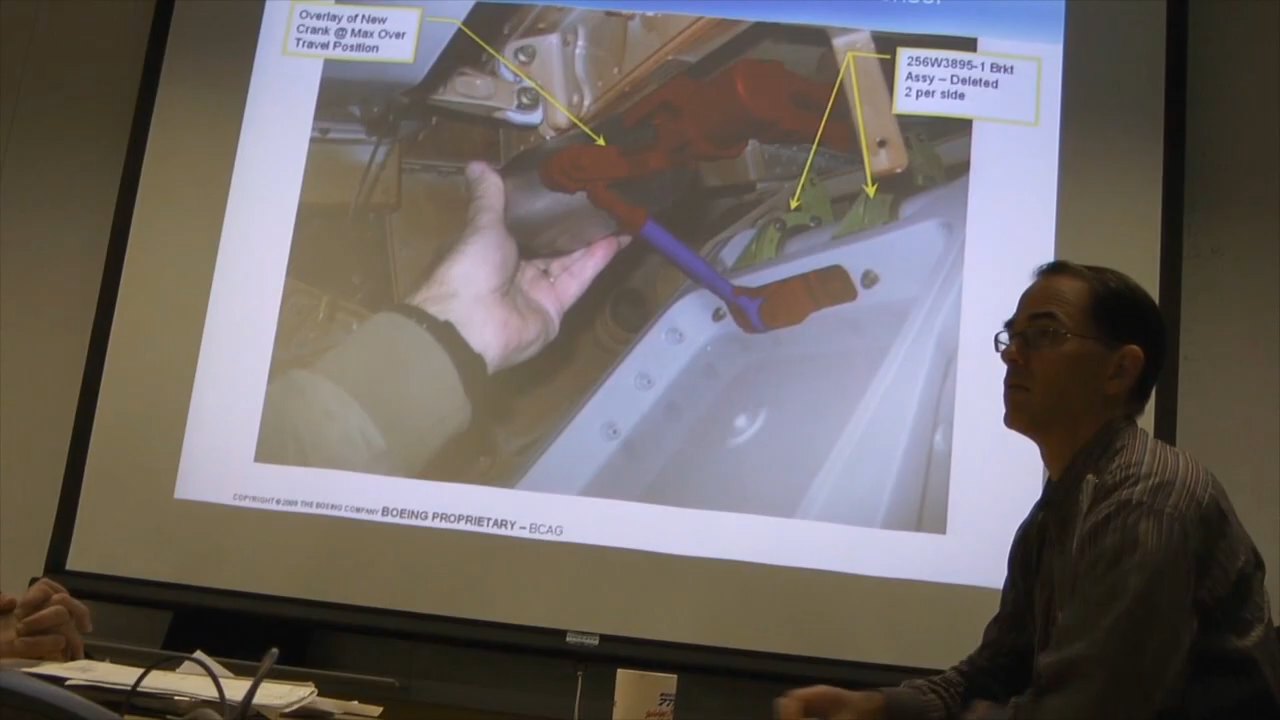 Overlay of New
Crank @ Max Over
Travel Position
256W3895-1 Brkt
Assy – Deleted
2 per side
COPYRIGHT © 2009 THE BOEING COMPANY BOEING PROPRIETARY – BCAG
77